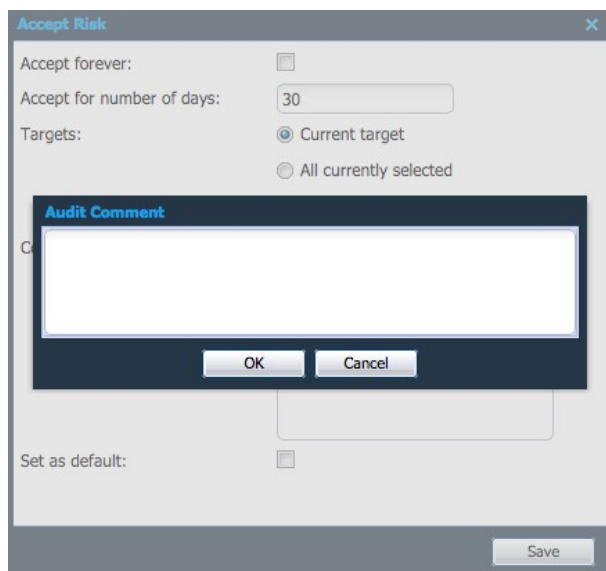 Accept Risk
Accept forever:
Accept for number of days: 30
Targets: Current target
All currently selected
Audit Comment
OK Cancel
Set as default:
Save